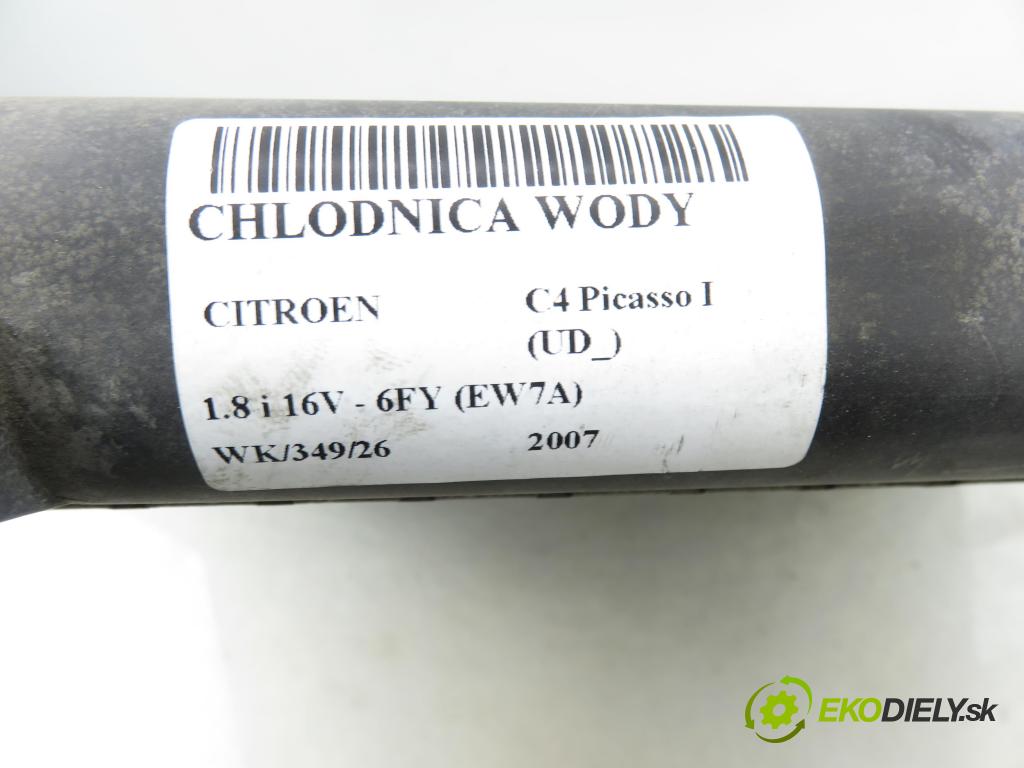 CHLODNICA WODY
CITROEN
C4 Picasso I
(UD_)
1.8 i 16V - 6FY (EW7A)
WK/349/26
2007
EKODIELY.sk